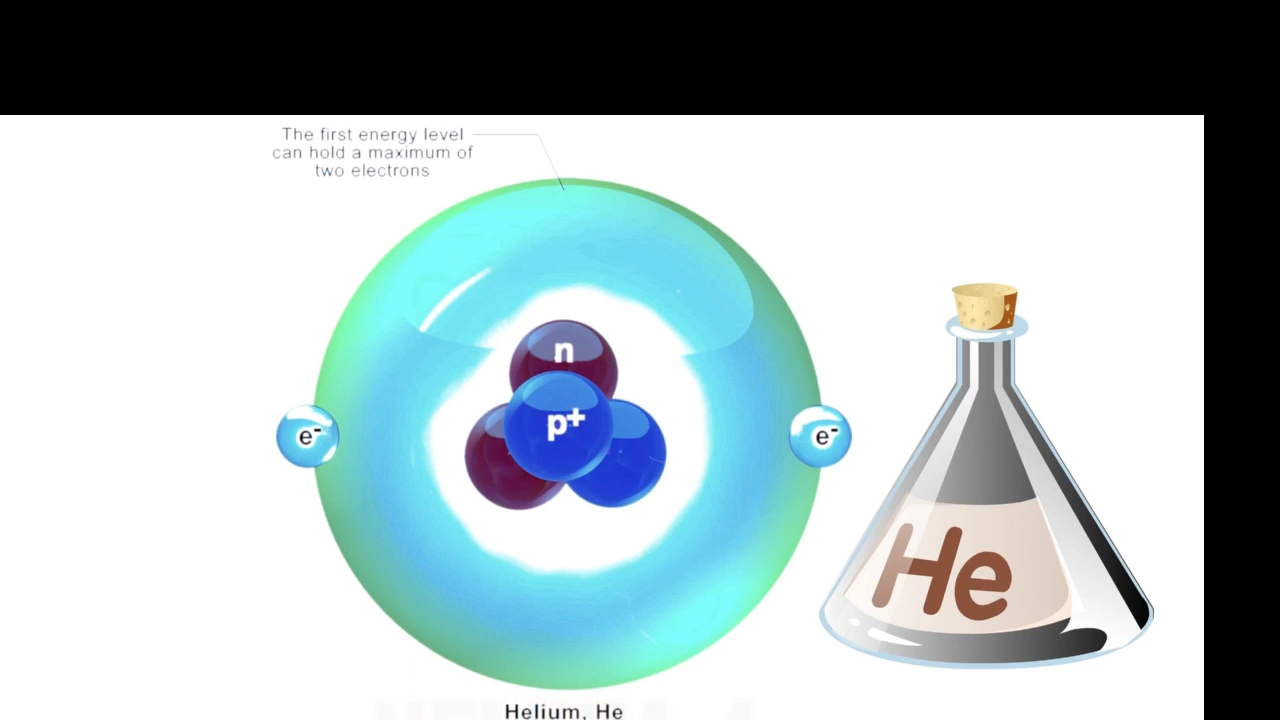 The first energy level
can hold a maximum of
two electrons
n
p+
e-
e-
He
Helium, He